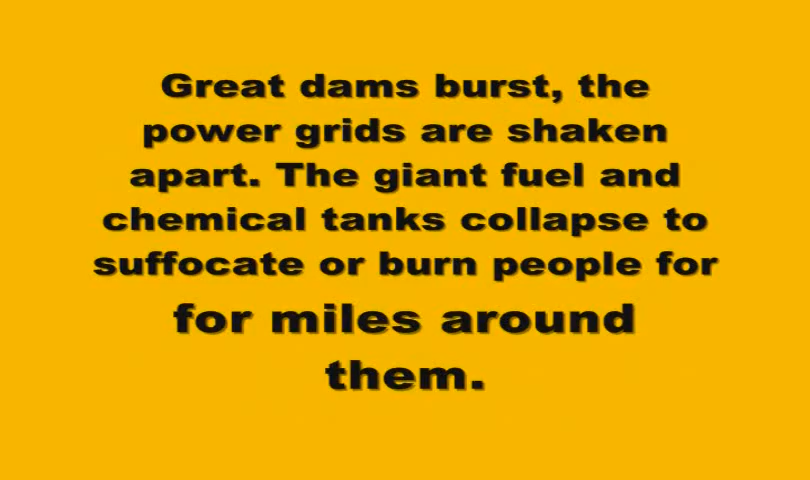 Great dams burst, the
power grids are shaken
apart. The giant fuel and
chemical tanks collapse to
suffocate or burn people for
for miles around
them.